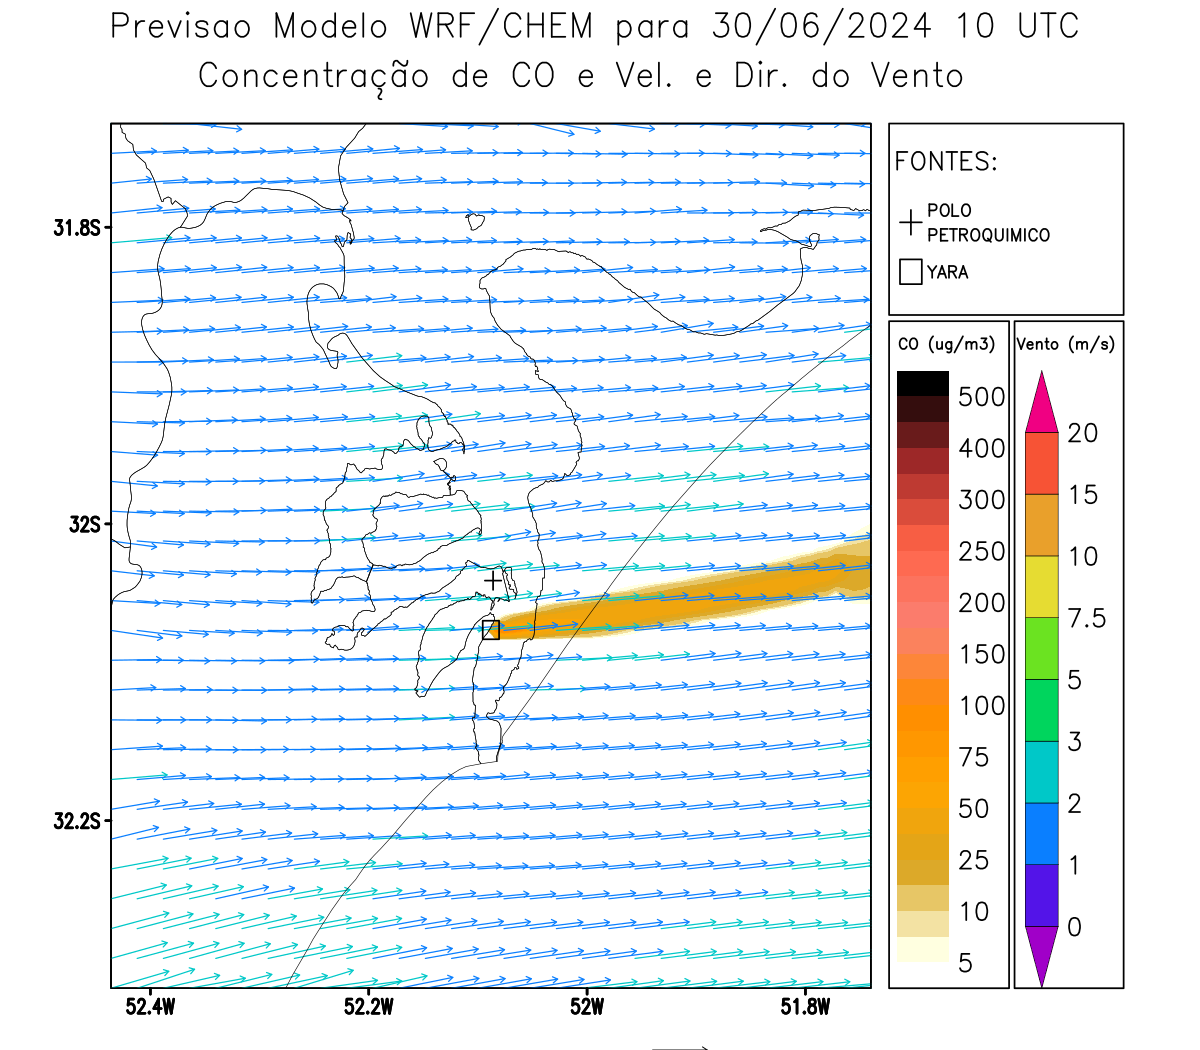 Previsao Modelo WRF/CHEM para 30/06/2024 10 UTC
Concentração de CO e Vel. e Dir. do Vento
FONTES:
POLO
PETROQUIMICO
YARA
CO (ug/m3)
500
400
300
250
200
150
100
75
50
25
10
5
Vento (m/s)
20
15
10
7.5
5
3
2
1
0
31.8S
32S
32.2S
52.4W
52.2W
52W
51.8W